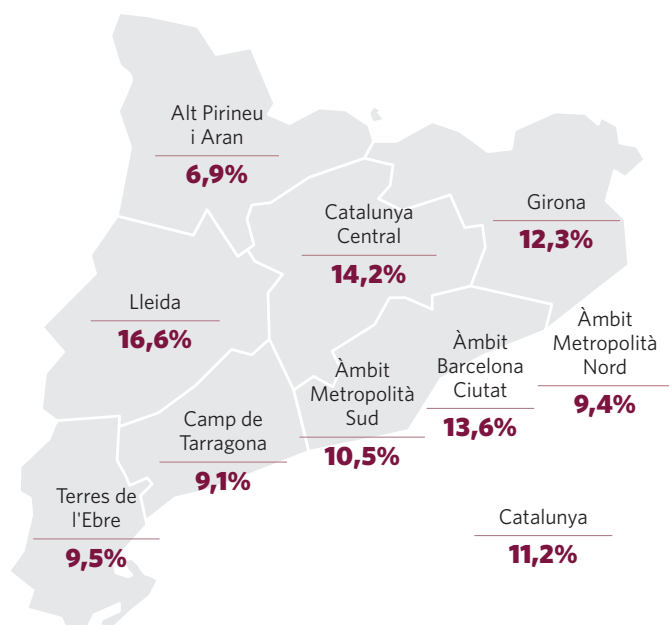 Alt Pirineu
i Aran
6,9%
Girona
12,3%
Catalunya
Central
14,2%
Lleida
16,6%
Àmbit
Metropolità
Nord
9,4%
Àmbit
Barcelona
Ciutat
13,6%
Àmbit
Metropolità
Sud
10,5%
Camp de
Tarragona
9,1%
Terres de
l'Ebre
9,5%
Catalunya
11,2%